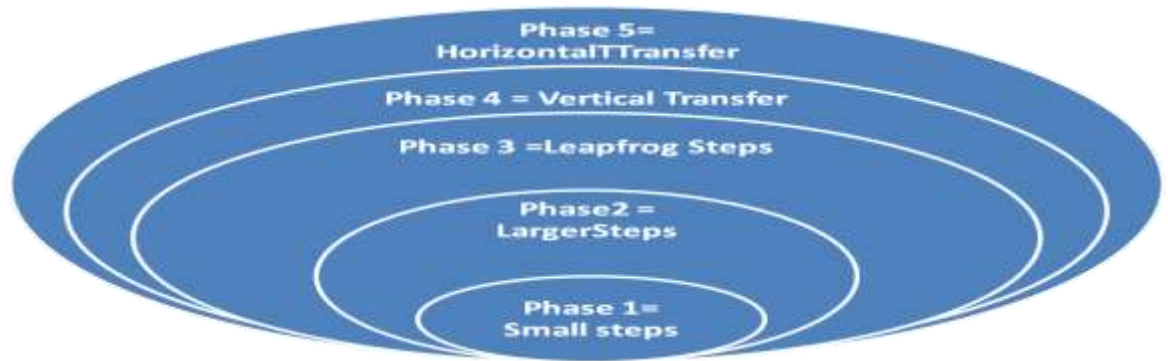 Phase 5=
HorizontalTTransfer
Phase 4 = Vertical Transfer
Phase 3 =Leapfrog Steps
Phase2 =
LargerSteps
Phase 1=
Small steps